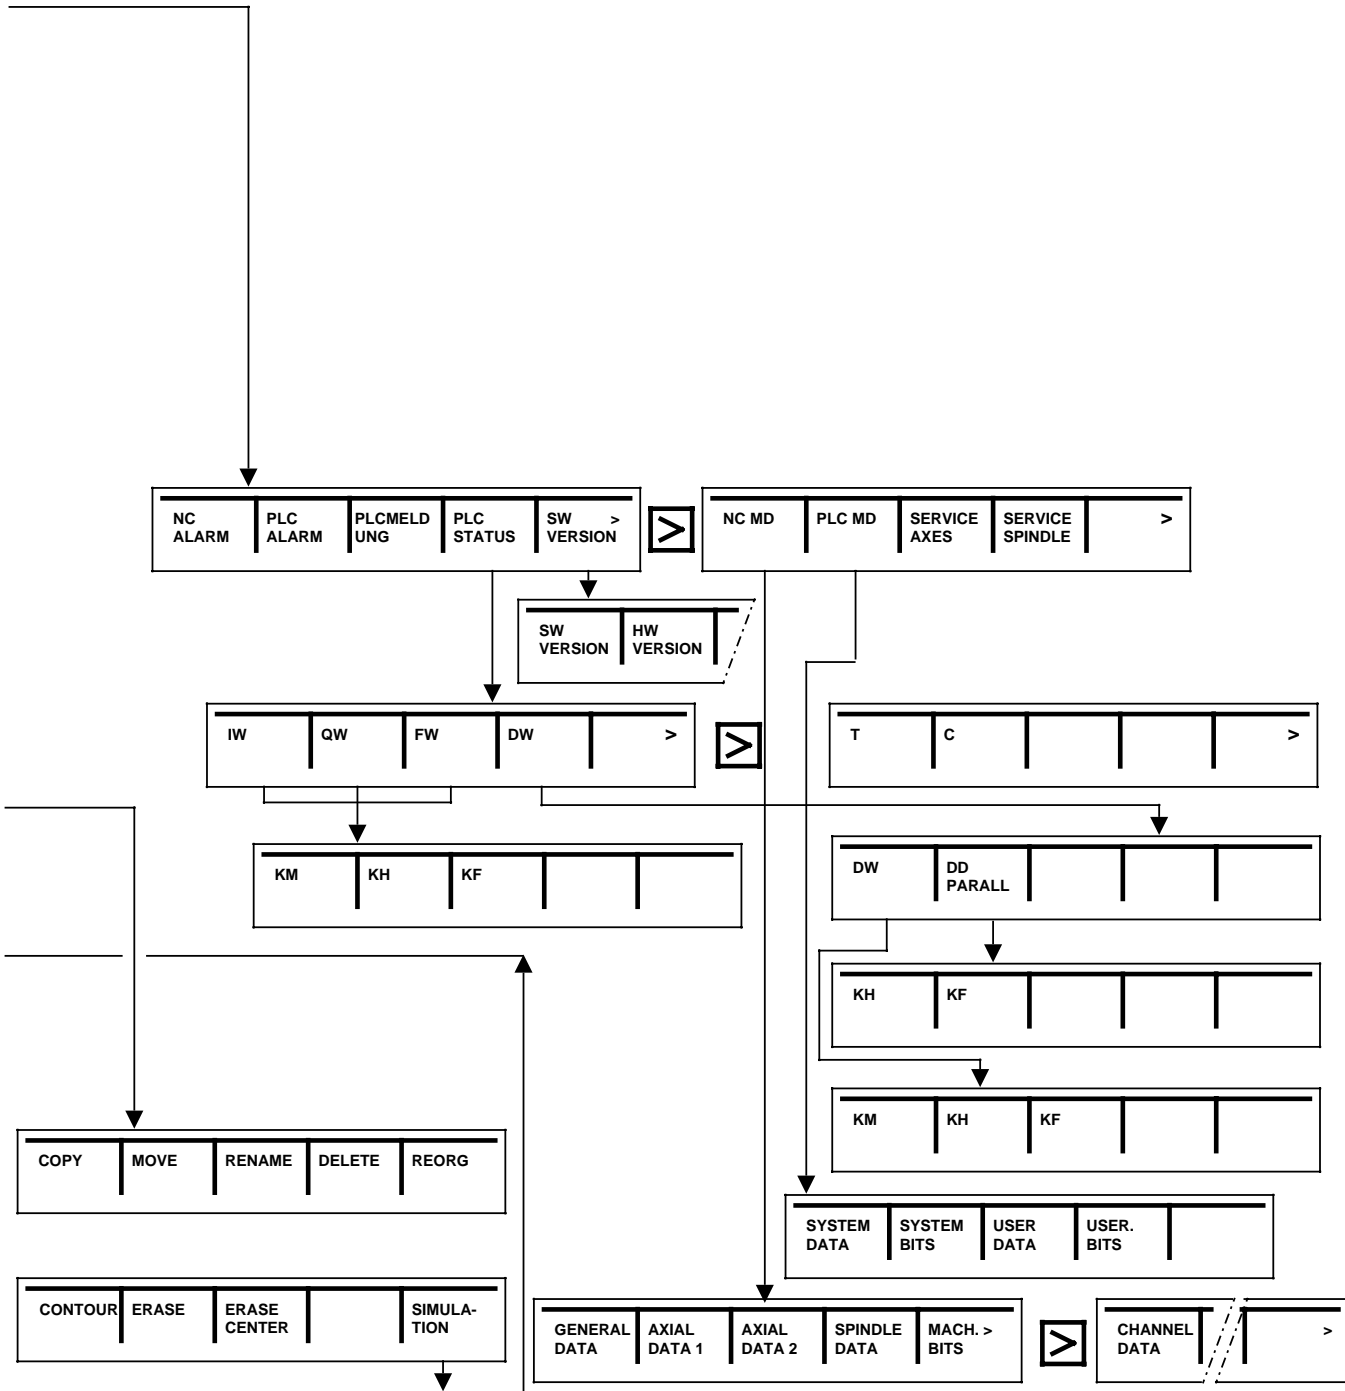 NC ALARM
PLC ALARM
PLCMELD UNG
PLC STATUS
SW > VERSION
>
NC MD
PLC MD
SERVICE AXES
SERVICE SPINDLE
>
SW VERSION
HW VERSION
IW
QW
FW
DW
>
>
T
C
>
KM
KH
KF
DW
DD PARALL
KH
KF
KM
KH
KF
COPY
MOVE
RENAME
DELETE
REORG
SYSTEM DATA
SYSTEM BITS
USER DATA
USER. BITS
CONTOUR
ERASE
ERASE CENTER
SIMULA- TION
GENERAL DATA
AXIAL DATA 1
AXIAL DATA 2
SPINDLE DATA
MACH. > BITS
>
CHANNEL DATA
>